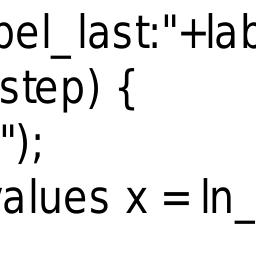 bel_last:"+lab
step) {
");
values x = ln_